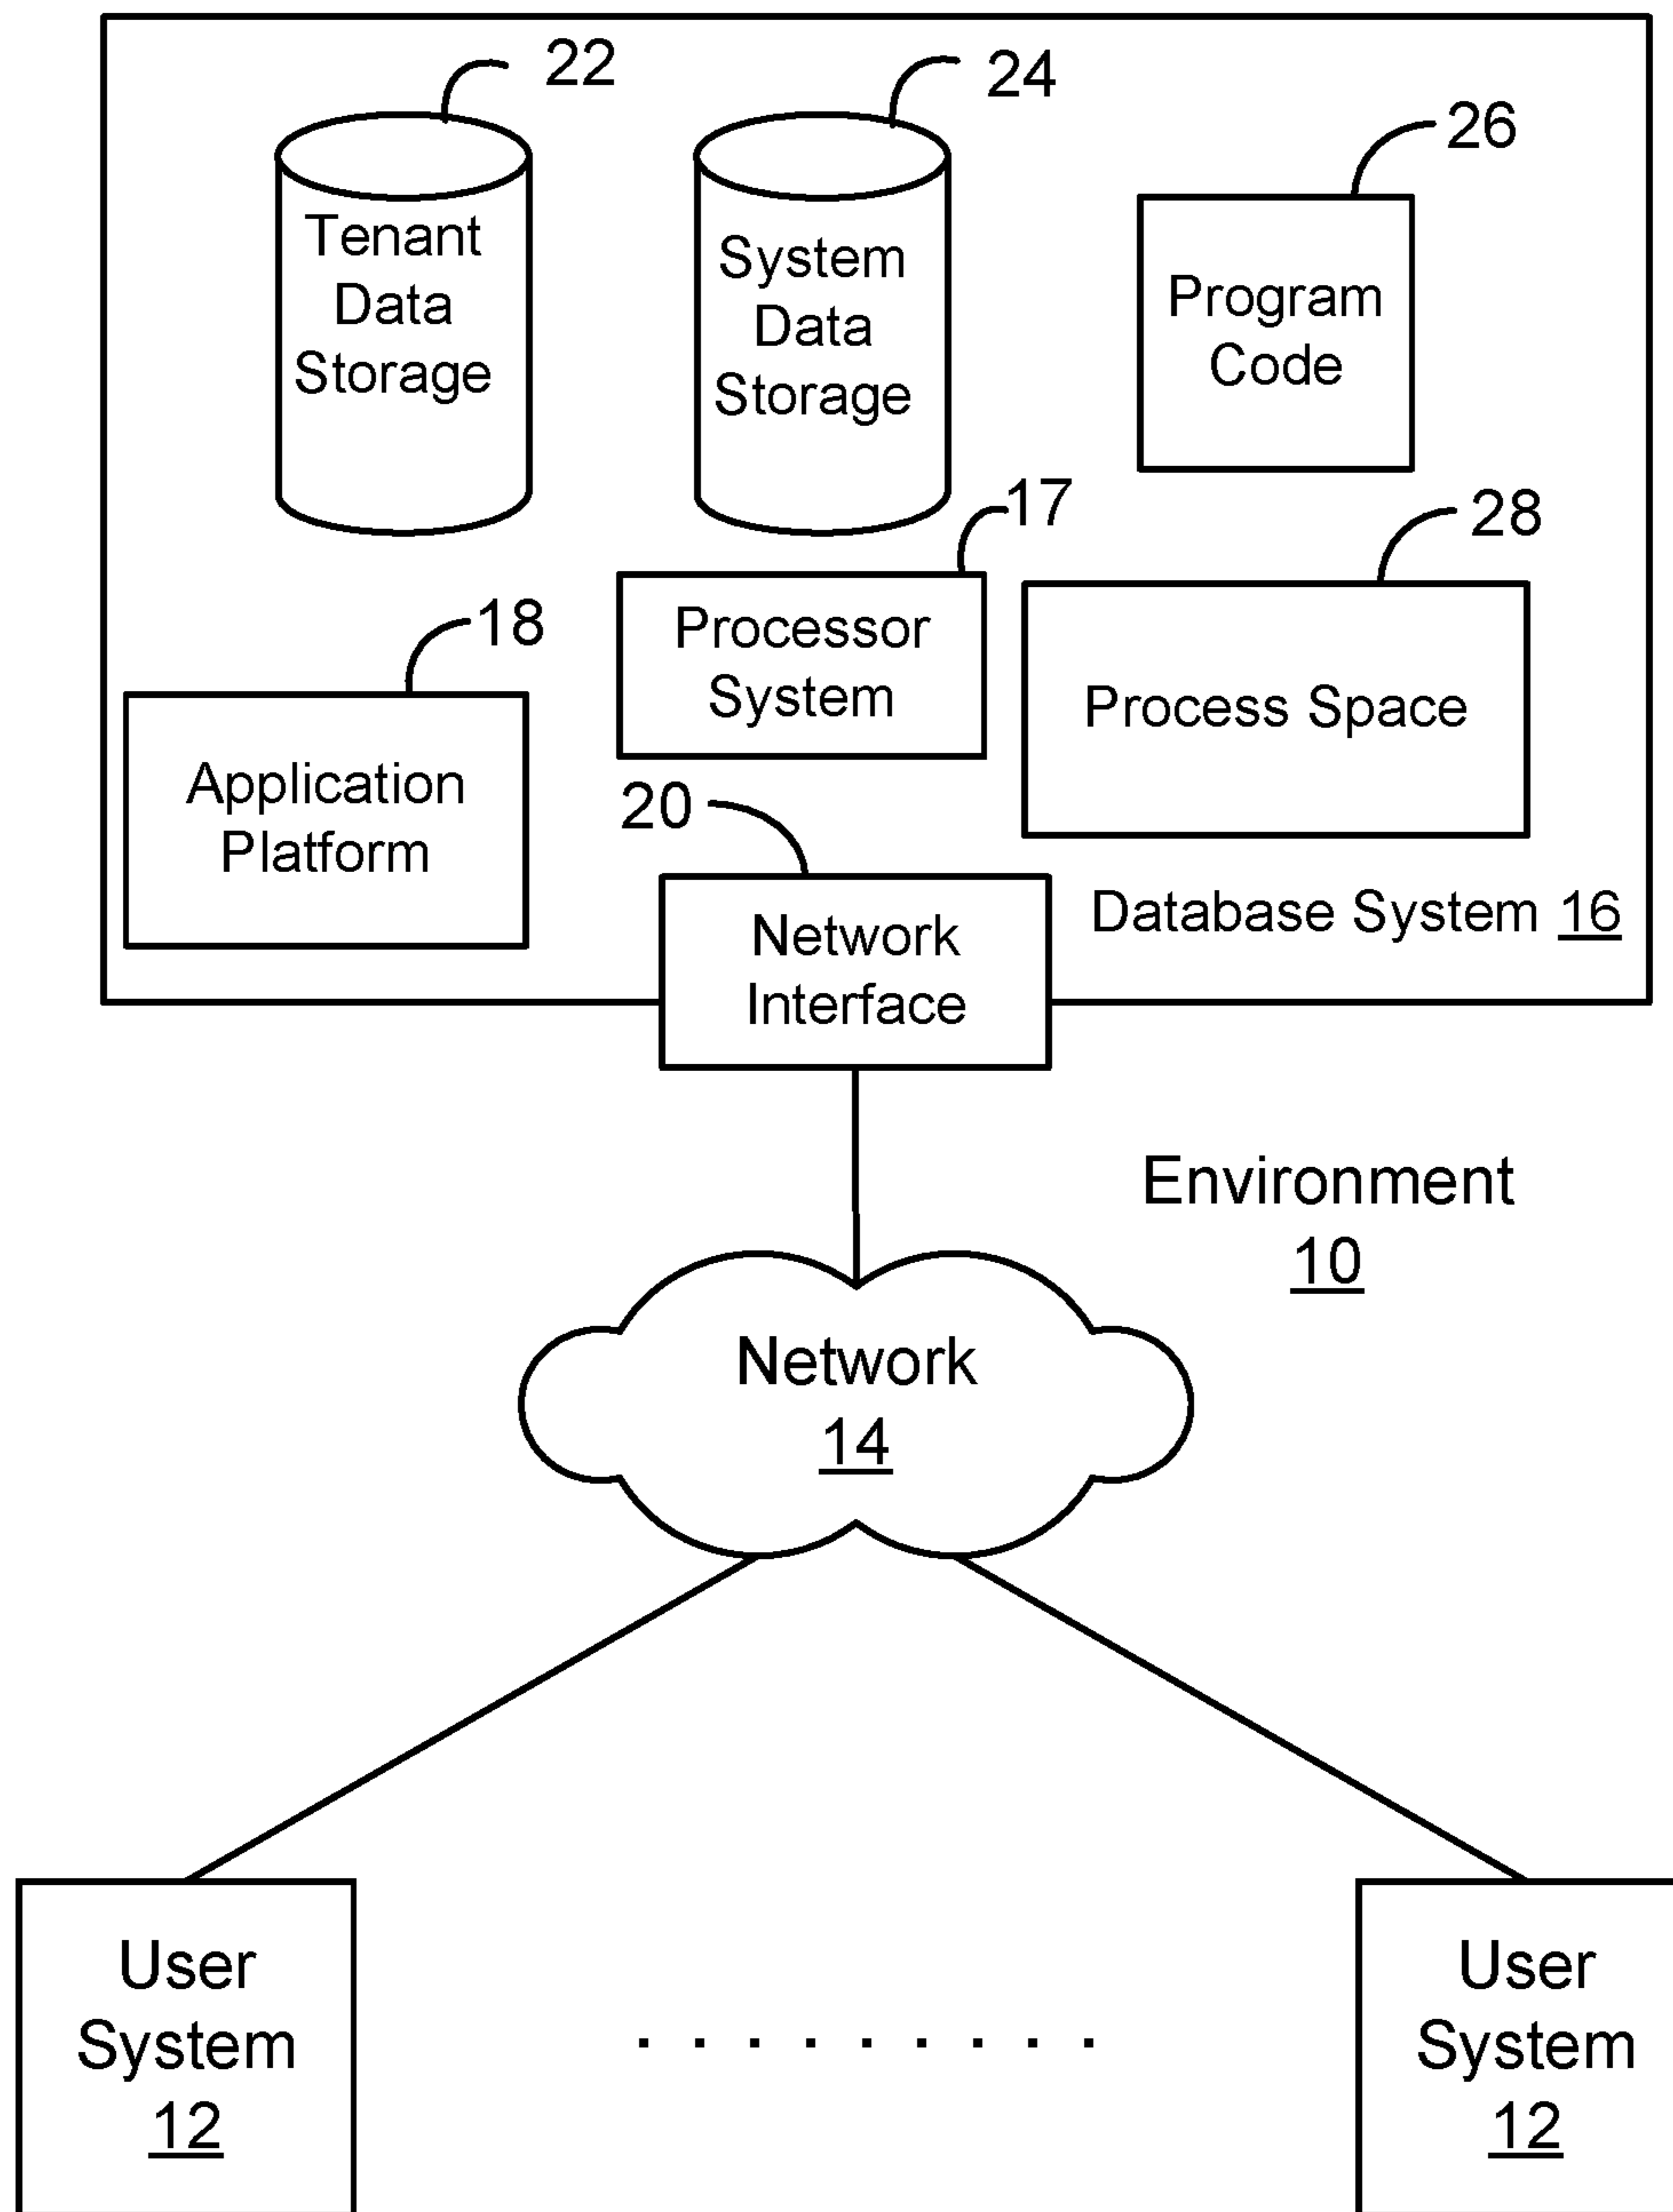 22
24
26
Tenant
Data
Storage
System
Data
Storage
Program
Code
17
28
18
Processor
System
Process Space
Application
Platform
20
Network
Interface
Database System 16
Environment
10
Network
14
User
System
12
. . . . . . . . .
User
System
12